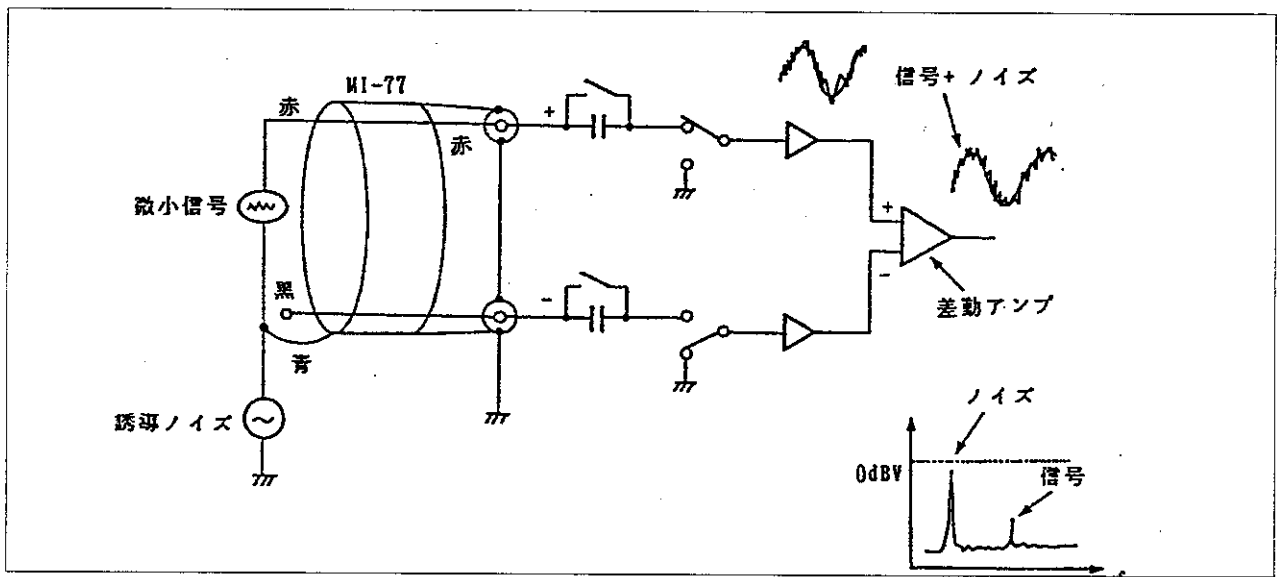 MI-77
赤
赤
+
信号+ ノイズ
微小信号
+
-
差動アンプ
黒
-
青
誘導ノイズ
ノイズ
0dBV
信号